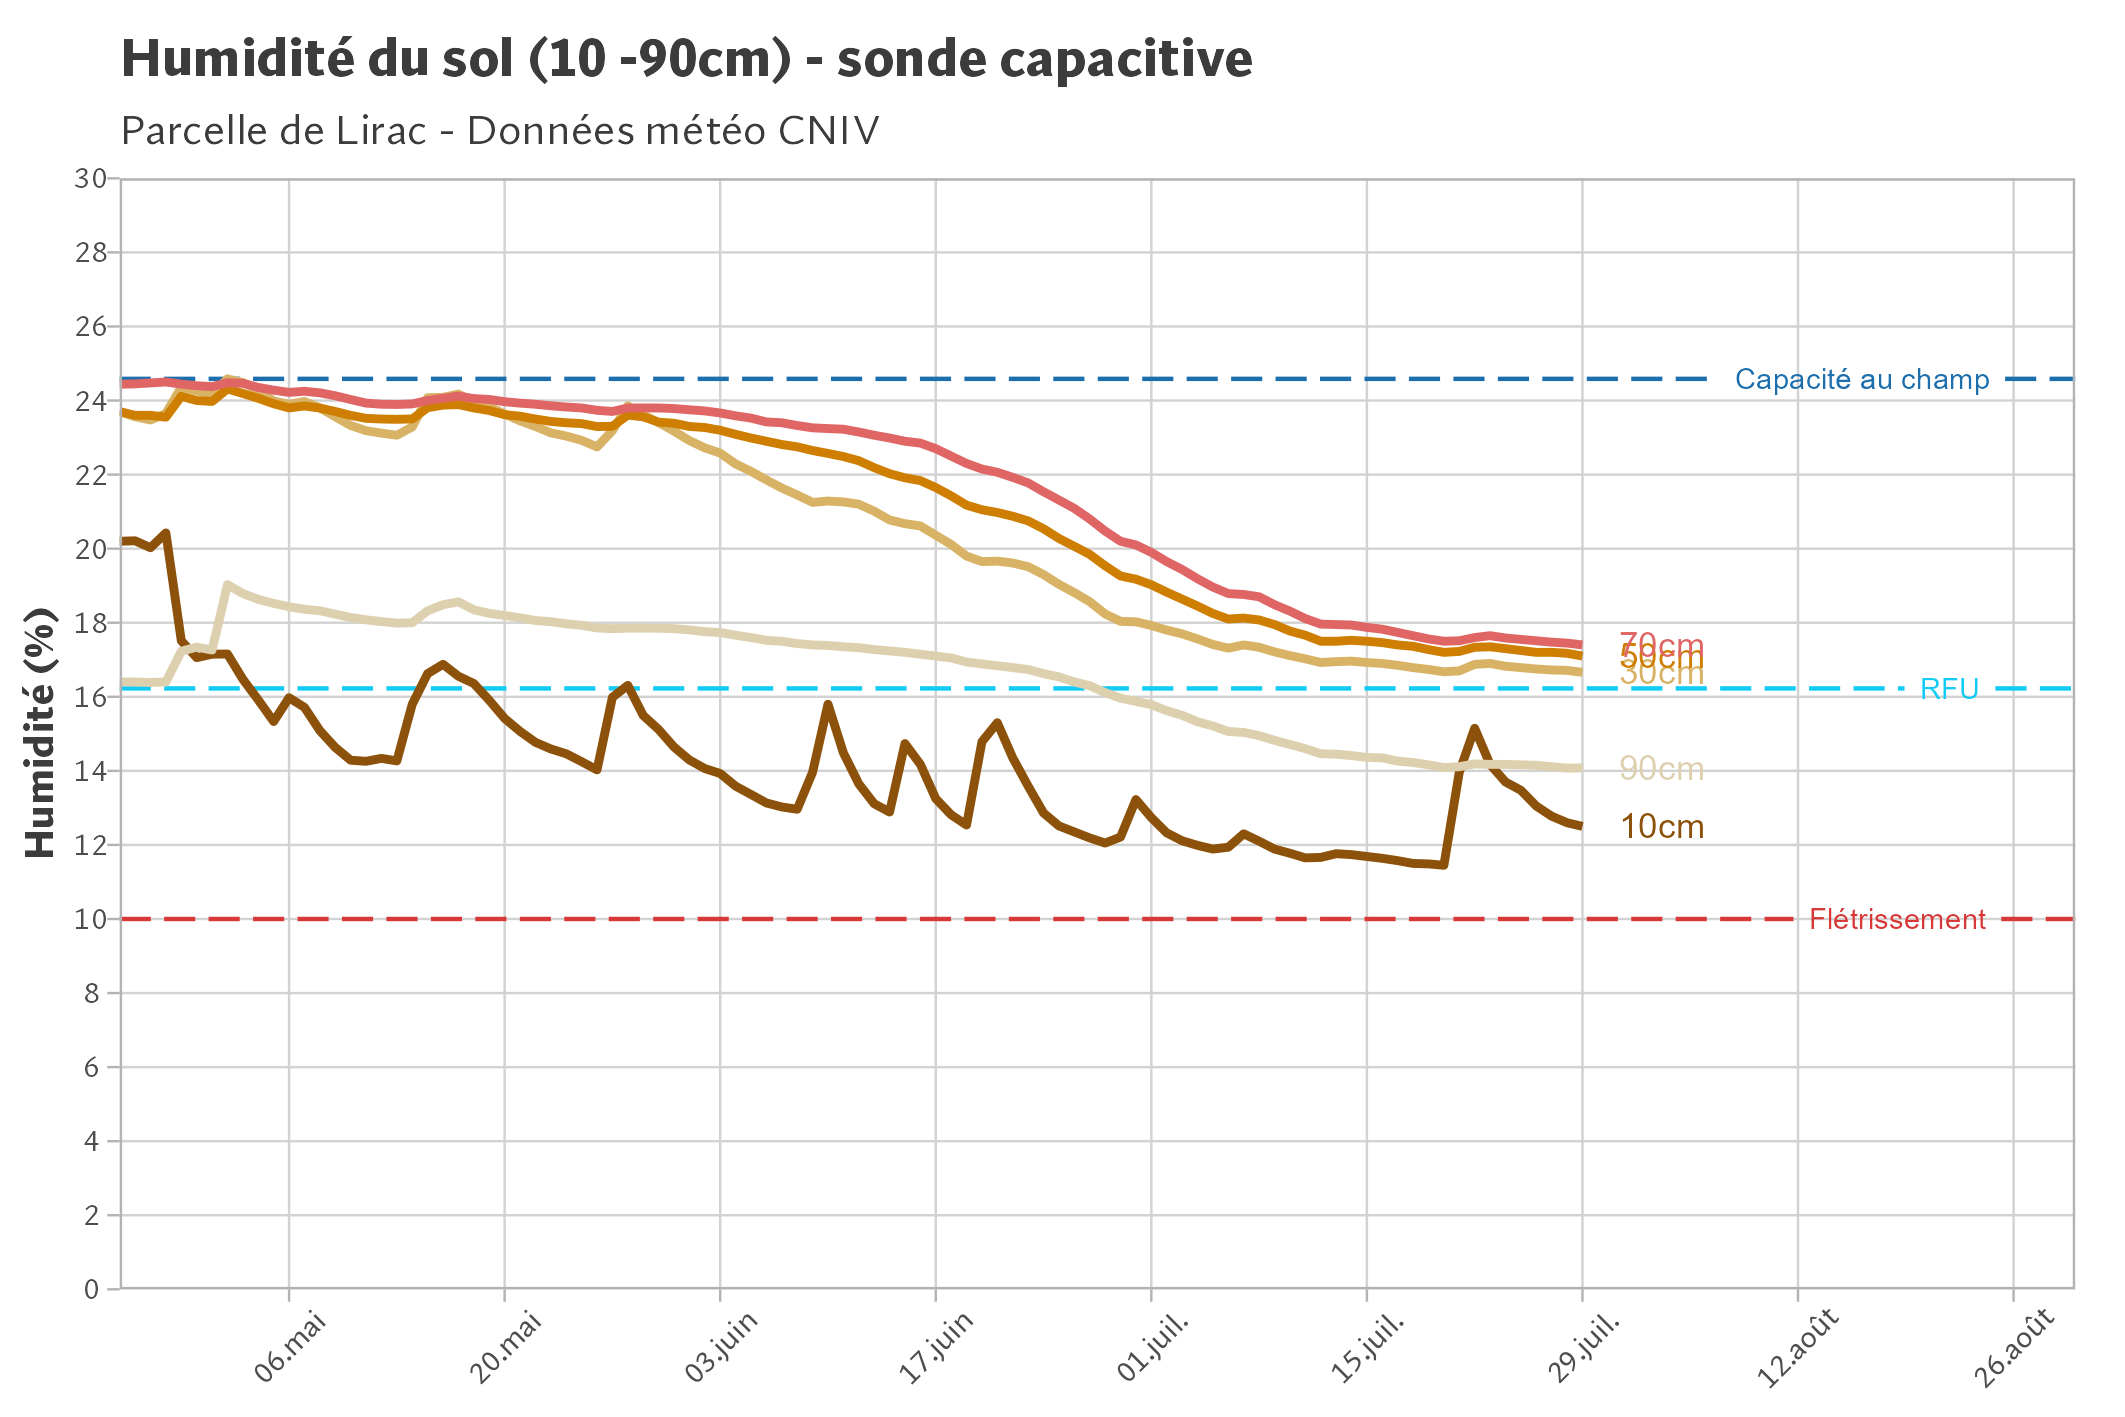 Humidité du sol (10 -90cm) - sonde capacitive
Parcelle de Lirac - Données météo CNIV
Humidité (%)
30
28
26
24
22
20
18
16
14
12
10
8
6
4
2
0
Capacité au champ
70cm
50cm
30cm
RFU
90cm
10cm
Flétrissement
06.mai
20.mai
03.juin
17.juin
01.juil.
15.juil.
29.juil.
12.août
26.août